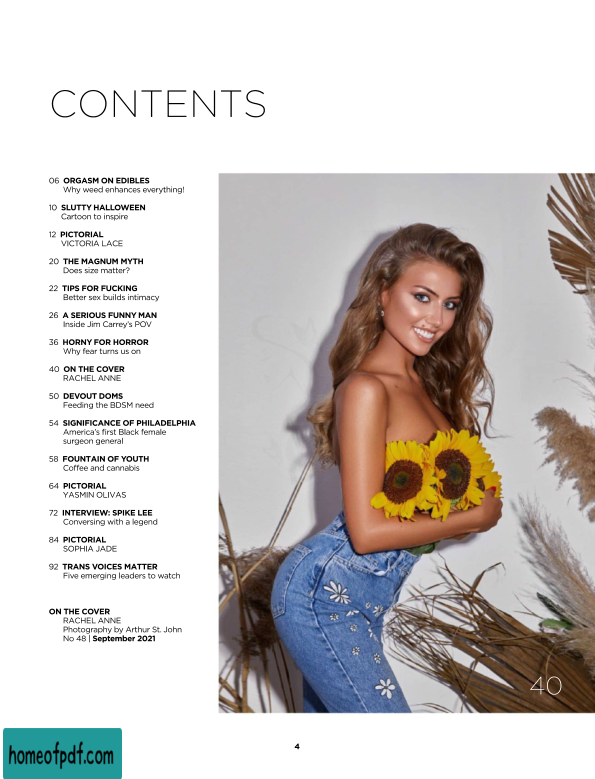 CONTENTS
06 ORGASM ON EDIBLES
Why weed enhances everything!
10 SLUTTY HALLOWEEN
Cartoon to inspire
12 PICTORIAL
VICTORIA LACE
20 THE MAGNUM MYTH
Does size matter?
22 TIPS FOR FUCKING
Better sex builds intimacy
26 A SERIOUS FUNNY MAN
Inside Jim Carrey's POV
36 HORNY FOR HORROR
Why fear turns us on
40 ON THE COVER
RACHEL ANNE
50 DEVOUT DOMS
Feeding the BDSM need
54 SIGNIFICANCE OF PHILADELPHIA
America's first Black female
surgeon general
58 FOUNTAIN OF YOUTH
Coffee and cannabis
64 PICTORIAL
YASMIN OLIVAS
72 INTERVIEW: SPIKE LEE
Conversing with a legend
84 PICTORIAL
SOPHIA JADE
92 TRANS VOICES MATTER
Five emerging leaders to watch
ON THE COVER
RACHEL ANNE
Photography by Arthur St. John
No 48 | September 2021
40
4
homeofpdf.com